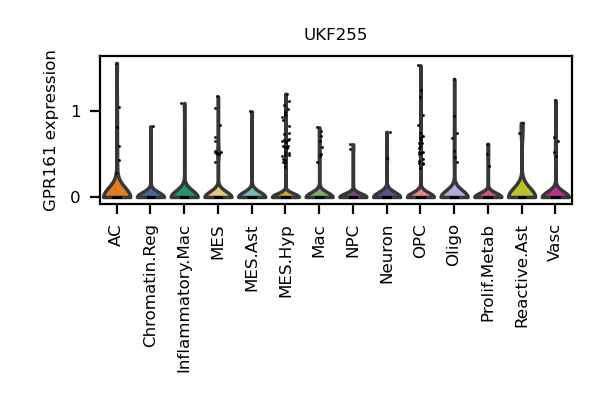 UKF255
GPR161 expression
1
0
AC
Chromatin.Reg
Inflammatory.Mac
MES
MES.Ast
MES.Hyp
Mac
NPC
Neuron
OPC
Oligo
Prolif.Metab
Reactive.Ast
Vasc